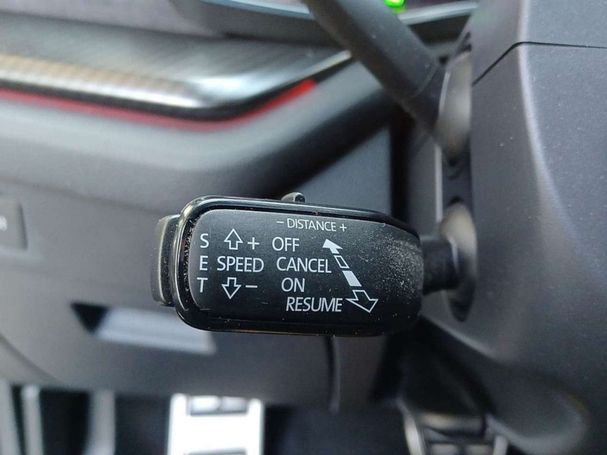 - DISTANCE +
S + OFF
E SPEED CANCEL
T - ON
RESUME